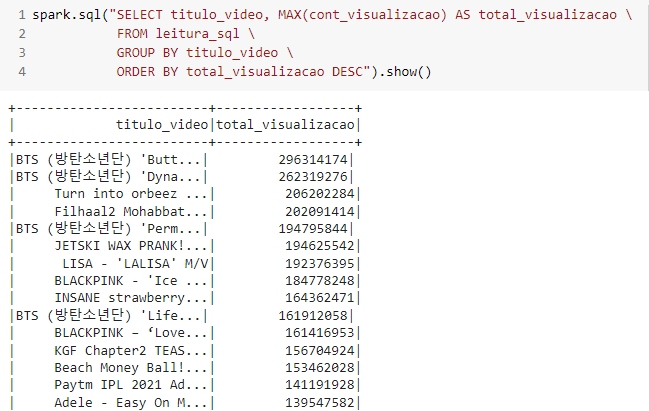 1 spark.sql("SELECT titulo_video, MAX(cont_visualizacao) AS total_visualizacao \
2            FROM leitura_sql \
3            GROUP BY titulo_video \
4            ORDER BY total_visualizacao DESC").show()
+-------------------------+------------------+
|             titulo_video|total_visualizacao|
+-------------------------+------------------+
|BTS (방탄소년단) 'Butt...|         296314174|
|BTS (방탄소년단) 'Dyna...|         262319276|
|     Turn into orbeez ...|         206202284|
|     Filhaal2 Mohabbat...|         202091414|
|BTS (방탄소년단) 'Perm...|         194795844|
|     JETSKI WAX PRANK!...|         194625542|
|      LISA - 'LALISA' M/V|         192376395|
|     BLACKPINK - 'Ice ...|         184778248|
|     INSANE strawberry...|         164362471|
|BTS (방탄소년단) 'Life...|         161912058|
|     BLACKPINK – ‘Love...|         161416953|
|     KGF Chapter2 TEAS...|         156704924|
|     Beach Money Ball!...|         153462028|
|     Paytm IPL 2021 Ad...|         141191928|
|     Adele - Easy On M...|         139547582|